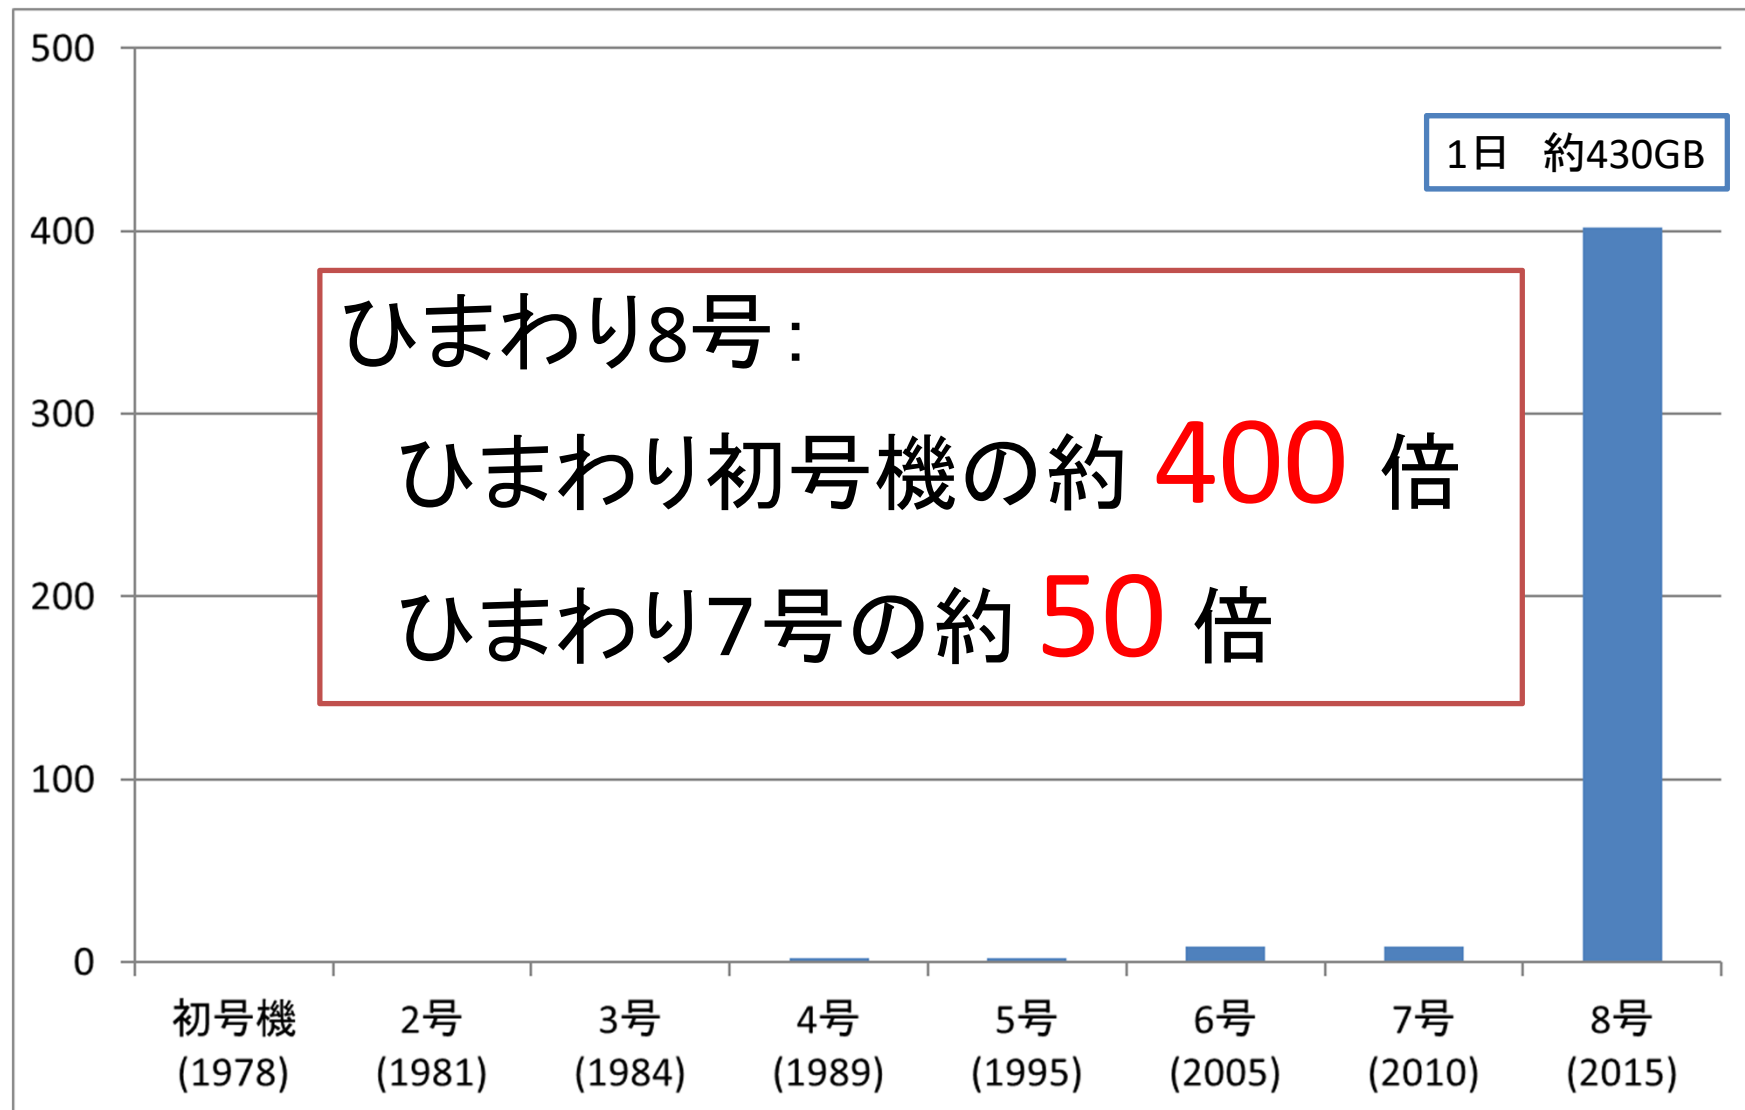 500
1日　約430GB
400
ひまわり8号：
300
ひまわり初号機の約 400 倍
200
ひまわり7号の約 50 倍
100
0
初号機 2号 3号 4号 5号 6号 7号 8号
(1978) (1981) (1984) (1989) (1995) (2005) (2010) (2015)